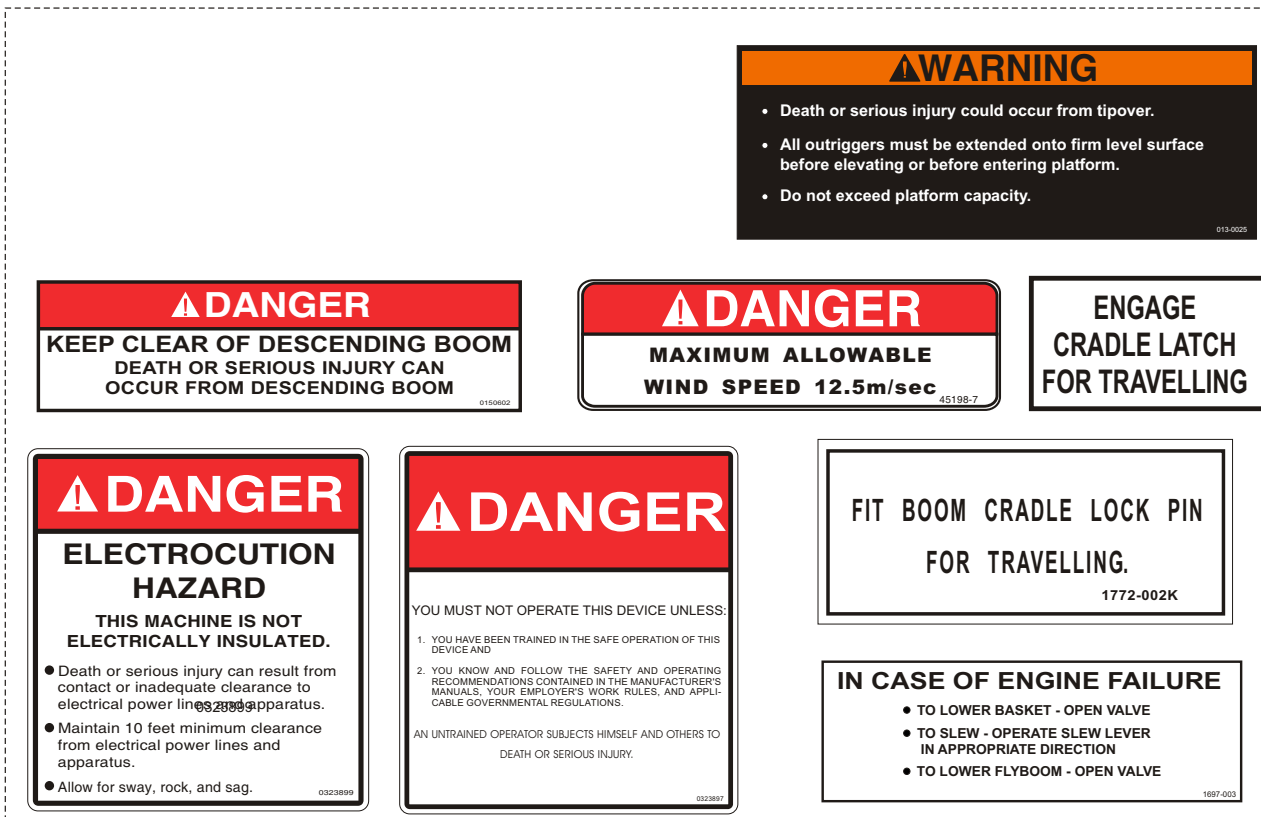 WARNING
• Death or serious injury could occur from tipover.
• All outriggers must be extended onto firm level surface
before elevating or before entering platform.
• Do not exceed platform capacity.
013-0025
DANGER
KEEP CLEAR OF DESCENDING BOOM
DEATH OR SERIOUS INJURY CAN
OCCUR FROM DESCENDING BOOM
0150602
DANGER
MAXIMUM ALLOWABLE
WIND SPEED 12.5m/sec
45198-7
ENGAGE
CRADLE LATCH
FOR TRAVELLING
DANGER
ELECTROCUTION
HAZARD
THIS MACHINE IS NOT
ELECTRICALLY INSULATED.
● Death or serious injury can result from
contact or inadequate clearance to
electrical power lines and apparatus.
0323899
● Maintain 10 feet minimum clearance
from electrical power lines and
apparatus.
● Allow for sway, rock, and sag.
0323899
DANGER
YOU MUST NOT OPERATE THIS DEVICE UNLESS:
1. YOU HAVE BEEN TRAINED IN THE SAFE OPERATION OF THIS
DEVICE AND
2. YOU KNOW AND FOLLOW THE SAFETY AND OPERATING
RECOMMENDATIONS CONTAINED IN THE MANUFACTURER'S
MANUALS, YOUR EMPLOYER'S WORK RULES, AND APPLI-
CABLE GOVERNMENTAL REGULATIONS.
AN UNTRAINED OPERATOR SUBJECTS HIMSELF AND OTHERS TO
DEATH OR SERIOUS INJURY.
0323897
FIT BOOM CRADLE LOCK PIN
FOR TRAVELLING.
1772-002K
IN CASE OF ENGINE FAILURE
● TO LOWER BASKET - OPEN VALVE
● TO SLEW - OPERATE SLEW LEVER
IN APPROPRIATE DIRECTION
● TO LOWER FLYBOOM - OPEN VALVE
1697-003